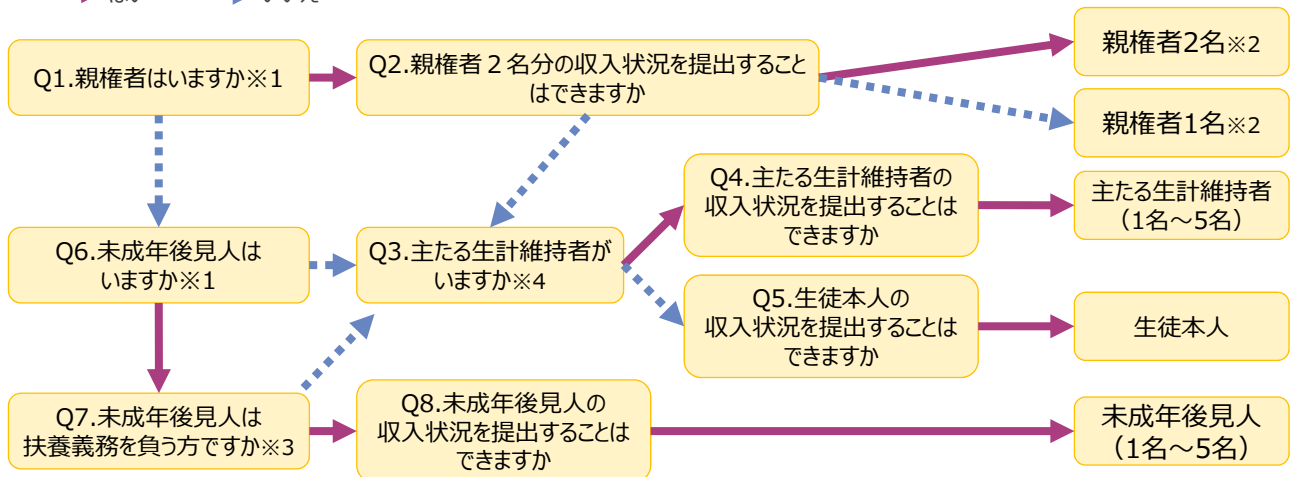 Q1.親権者はいますか※1
Q2.親権者２名分の収入状況を提出すること
はできますか
親権者2名※2
親権者1名※2
Q4.主たる生計維持者の
収入状況を提出することは
できますか
主たる生計維持者
（1名～5名）
Q6.未成年後見人は
いますか※1
Q3.主たる生計維持者が
いますか※4
Q5.生徒本人の
収入状況を提出することは
できますか
生徒本人
Q7.未成年後見人は
扶養義務を負う方ですか※3
Q8.未成年後見人の
収入状況を提出することは
できますか
未成年後見人
（1名～5名）